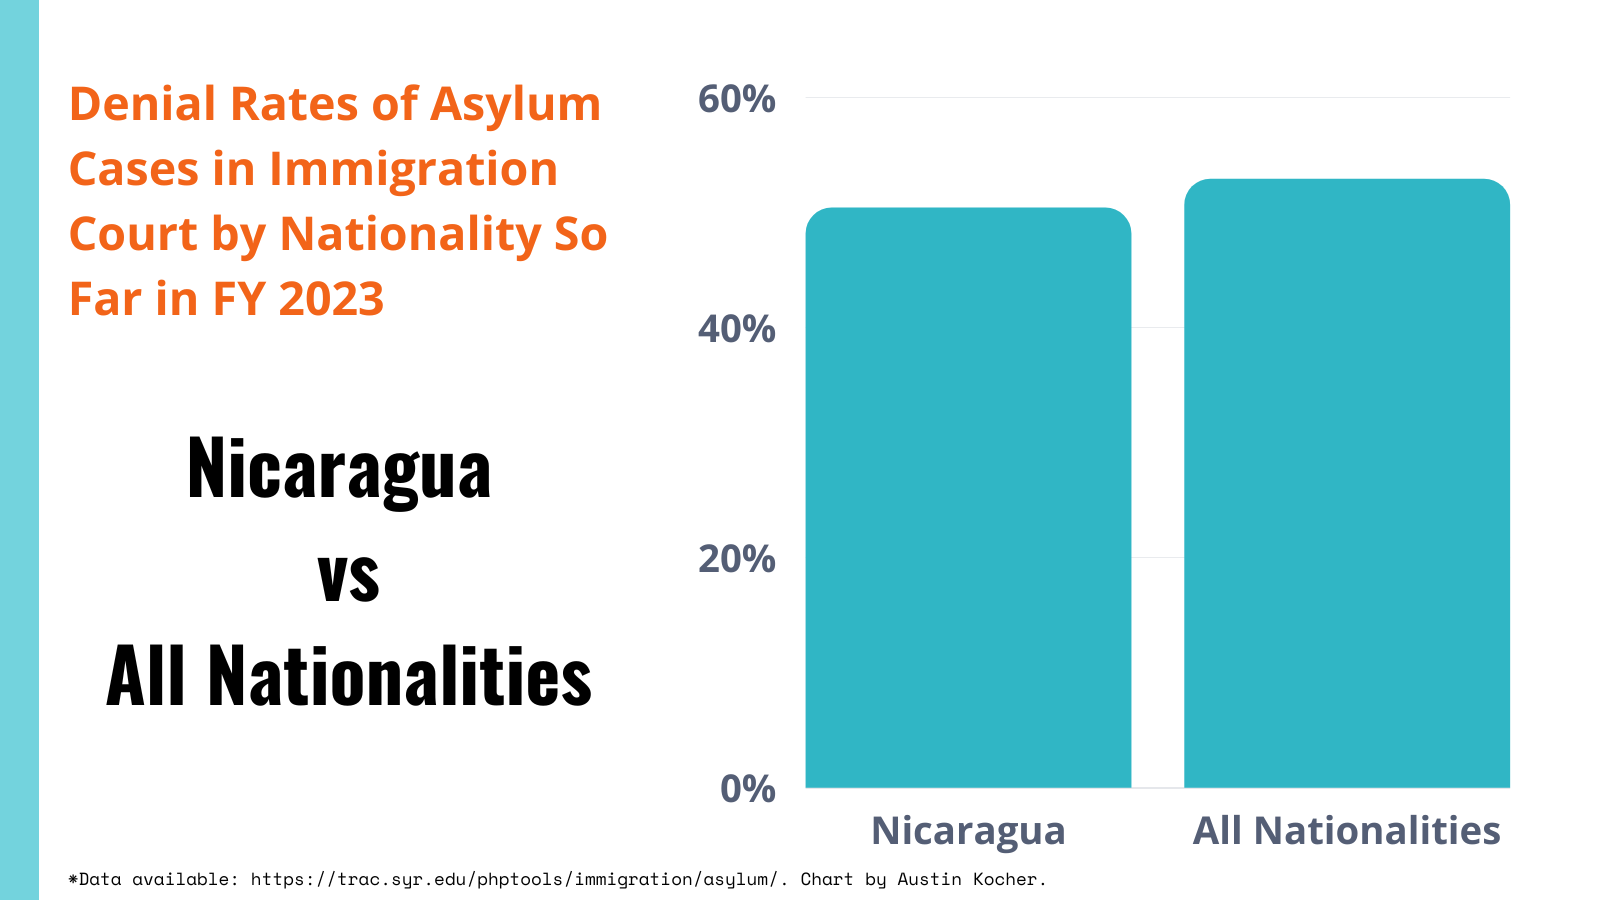 Denial Rates of Asylum
Cases in Immigration
Court by Nationality So
Far in FY 2023
Nicaragua
vs
All Nationalities
60%
40%
20%
0%
Nicaragua
All Nationalities
*Data available: https://trac.syr.edu/phptools/immigration/asylum/. Chart by Austin Kocher.